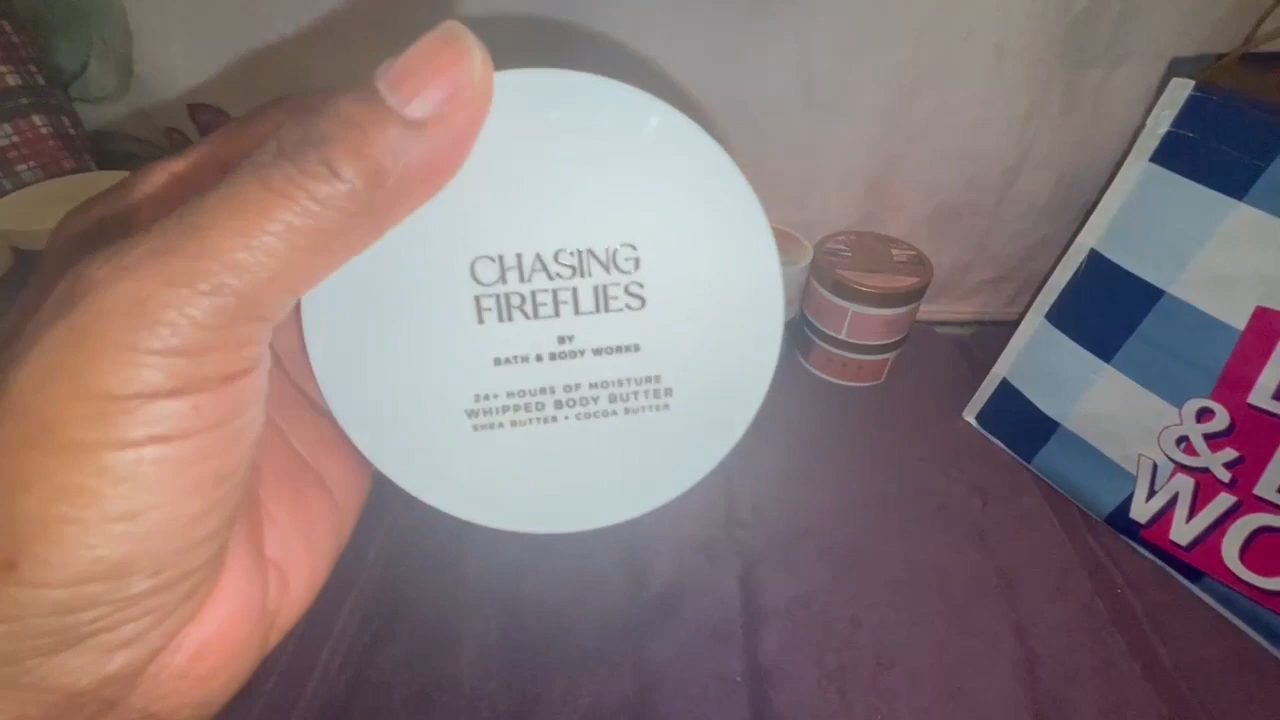 CHASING
FIREFLIES
BY
BATH & BODY WORKS
24+ HOURS OF MOISTURE
WHIPPED BODY BUTTER
SHEA BUTTER • COCOA BUTTER
&
WO